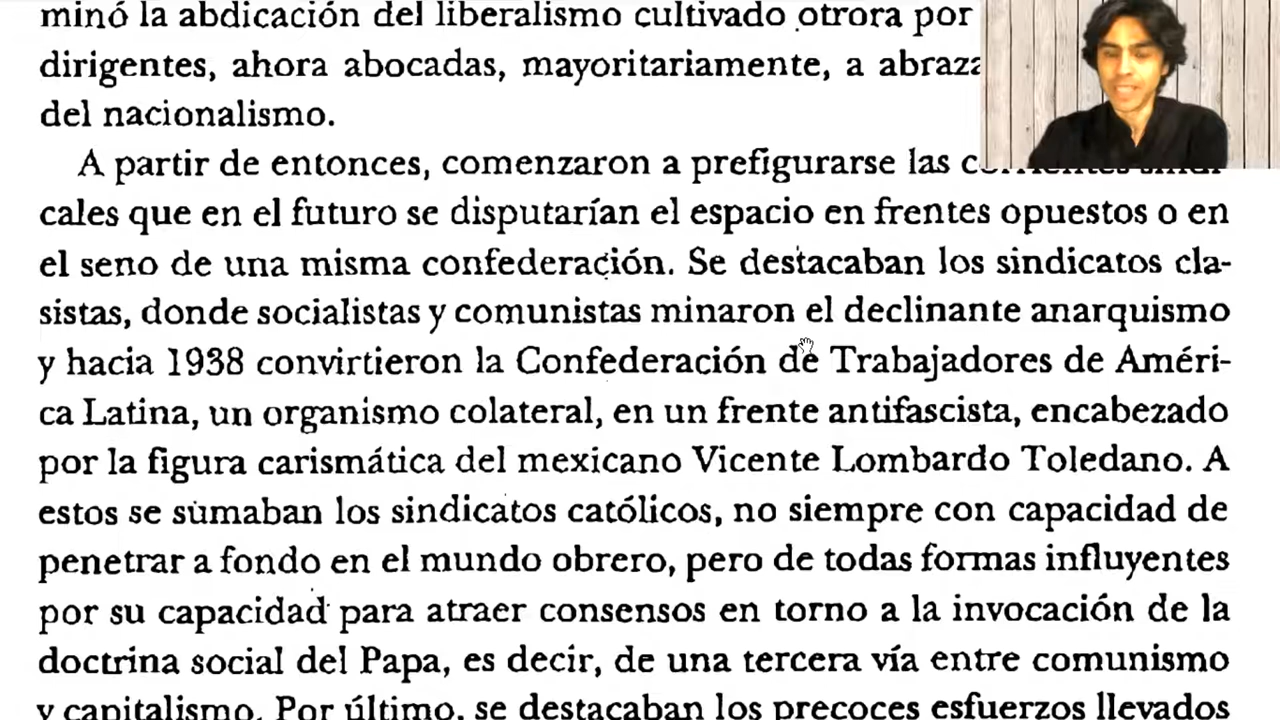 minó la abdicación del liberalismo cultivado otrora por
dirigentes, ahora abocadas, mayoritariamente, a
del nacionalismo.
A partir de entonces, comenzaron a prefigurarse las
cales que en el futuro se disputarían el espacio en frentes opuestos o en
el seno de una misma confederación. Se destacaban los sindicatos cla-
sistas, donde socialistas y comunistas minaron el declinante anarquismo
y hacia 1938 convirtieron la Confederación de Trabajadores de Améri-
ca Latina, un organismo colateral, en un frente antifascista, encabezado
por la figura carismática del mexicano Vicente Lombardo Toledano. A
estos se sumaban los sindicatos católicos, no siempre con capacidad de
penetrar a fondo en el mundo obrero, pero de todas formas influyentes
por su capacidad para atraer consensos en torno a la invocación de la
doctrina social del Papa, es decir, de una tercera vía entre comunismo
y capitalismo. Por último, se destacaban los precoces esfuerzos llevados